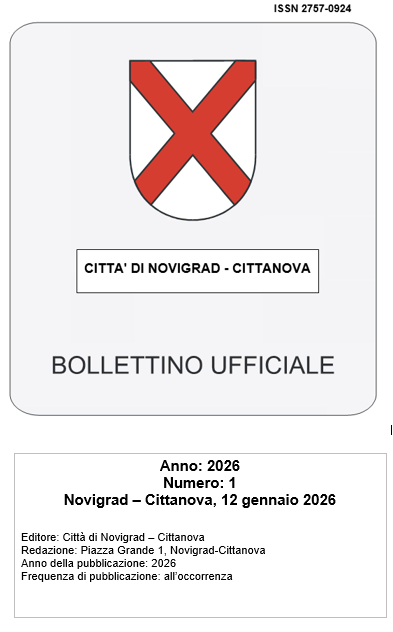 ISSN 2757-0924
CITTA' DI NOVIGRAD - CITTANOVA
BOLLETTINO UFFICIALE
Anno: 2026
Numero: 1
Novigrad – Cittanova, 12 gennaio 2026
Editore: Città di Novigrad – Cittanova
Redazione: Piazza Grande 1, Novigrad-Cittanova
Anno della pubblicazione: 2026
Frequenza di pubblicazione: all’occorrenza